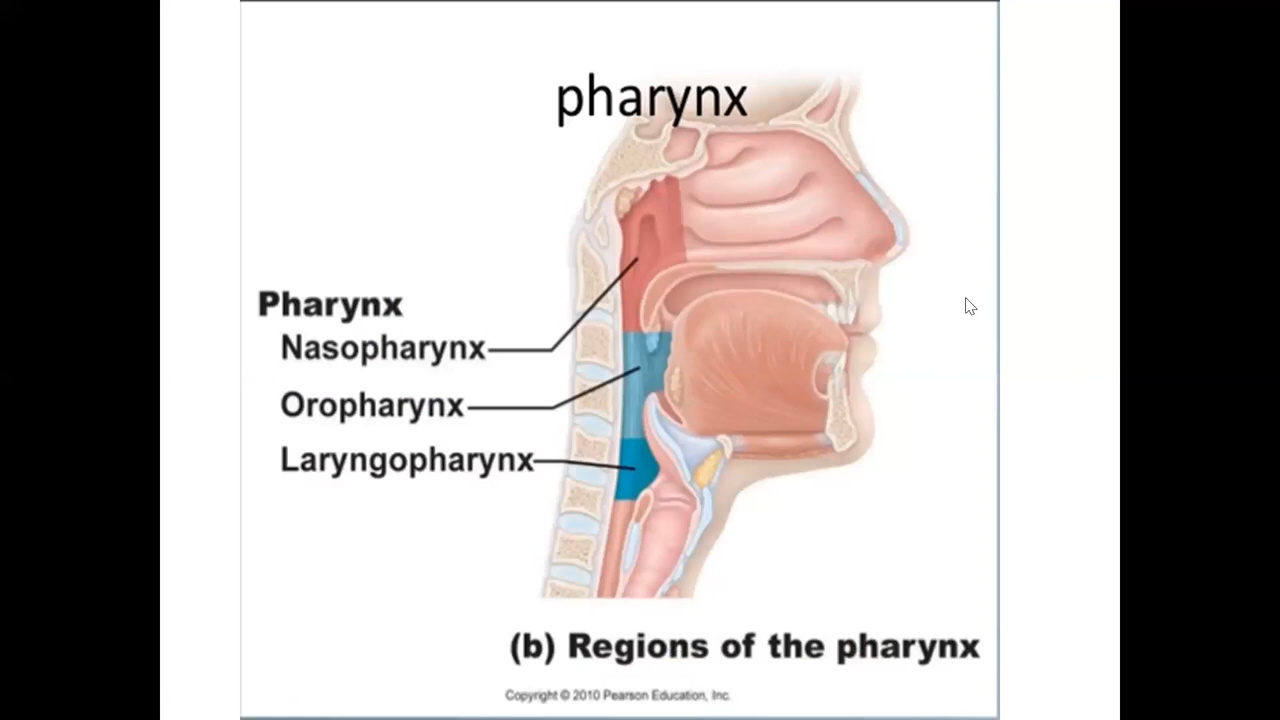 pharynx
Pharynx
Nasopharynx
Oropharynx
Laryngopharynx
(b) Regions of the pharynx
Copyright © 2010 Pearson Education, Inc.